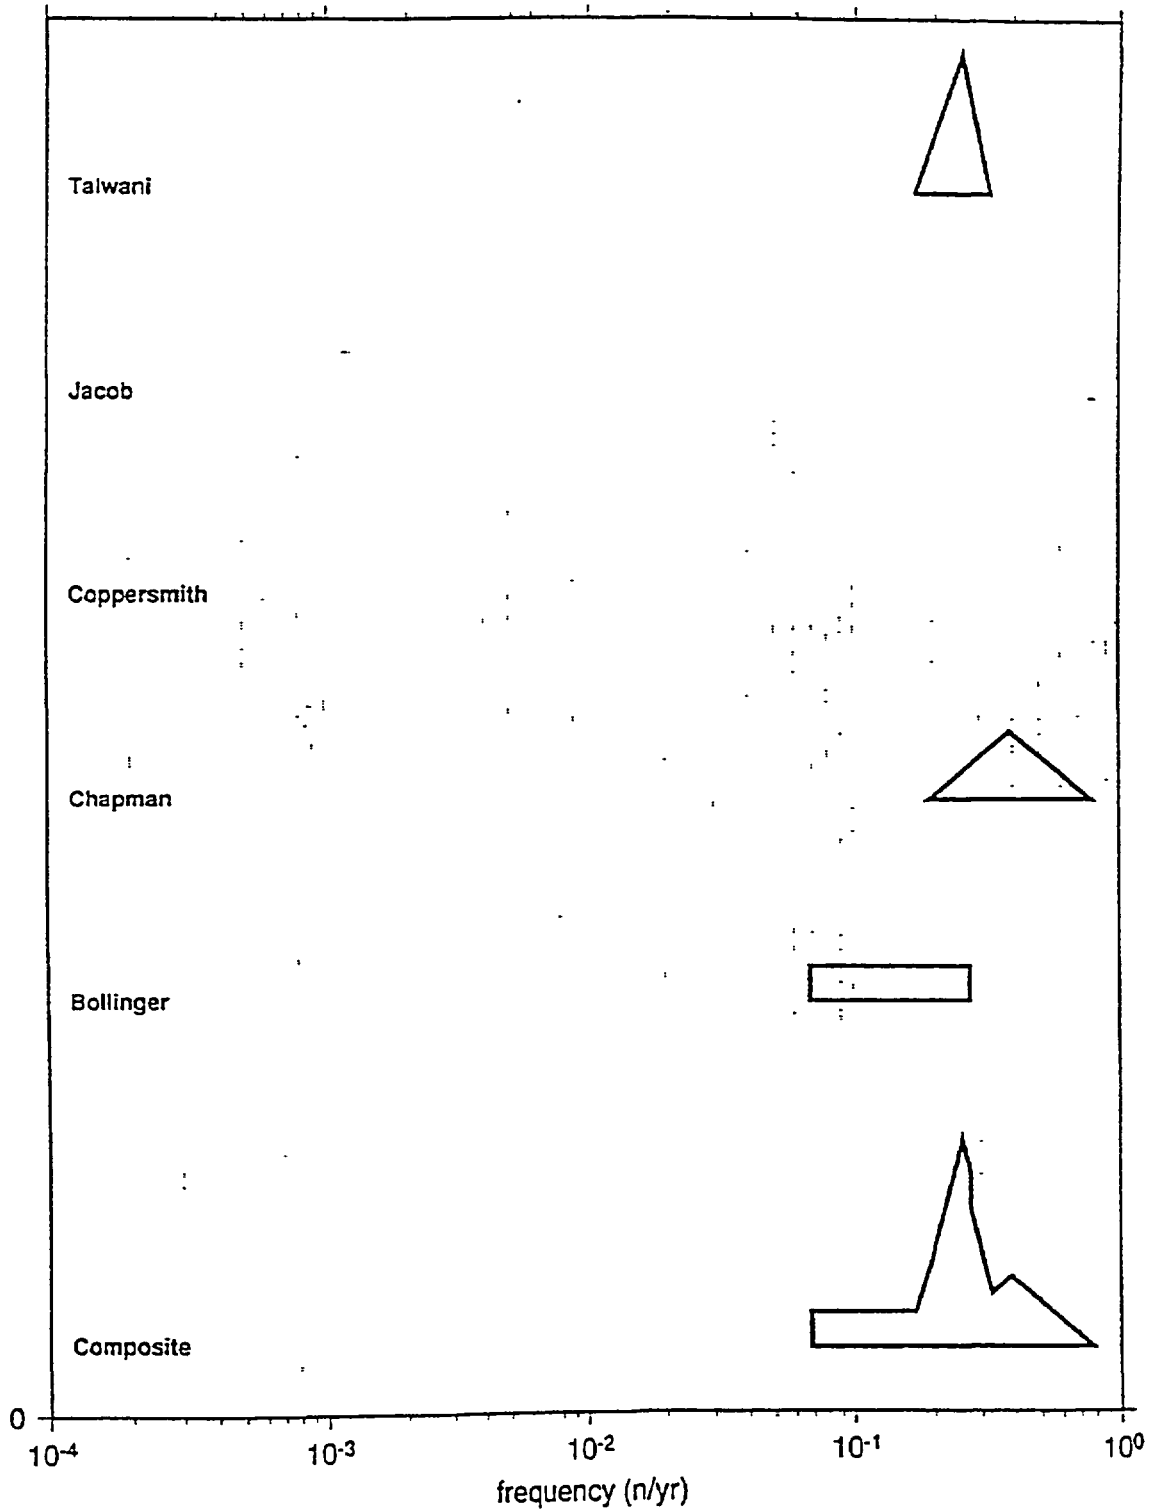 Talwani
Jacob
Coppersmith
Chapman
Bollinger
Composite
0
10-4 10-3 10-2 10-1 100
frequency (n/yr)